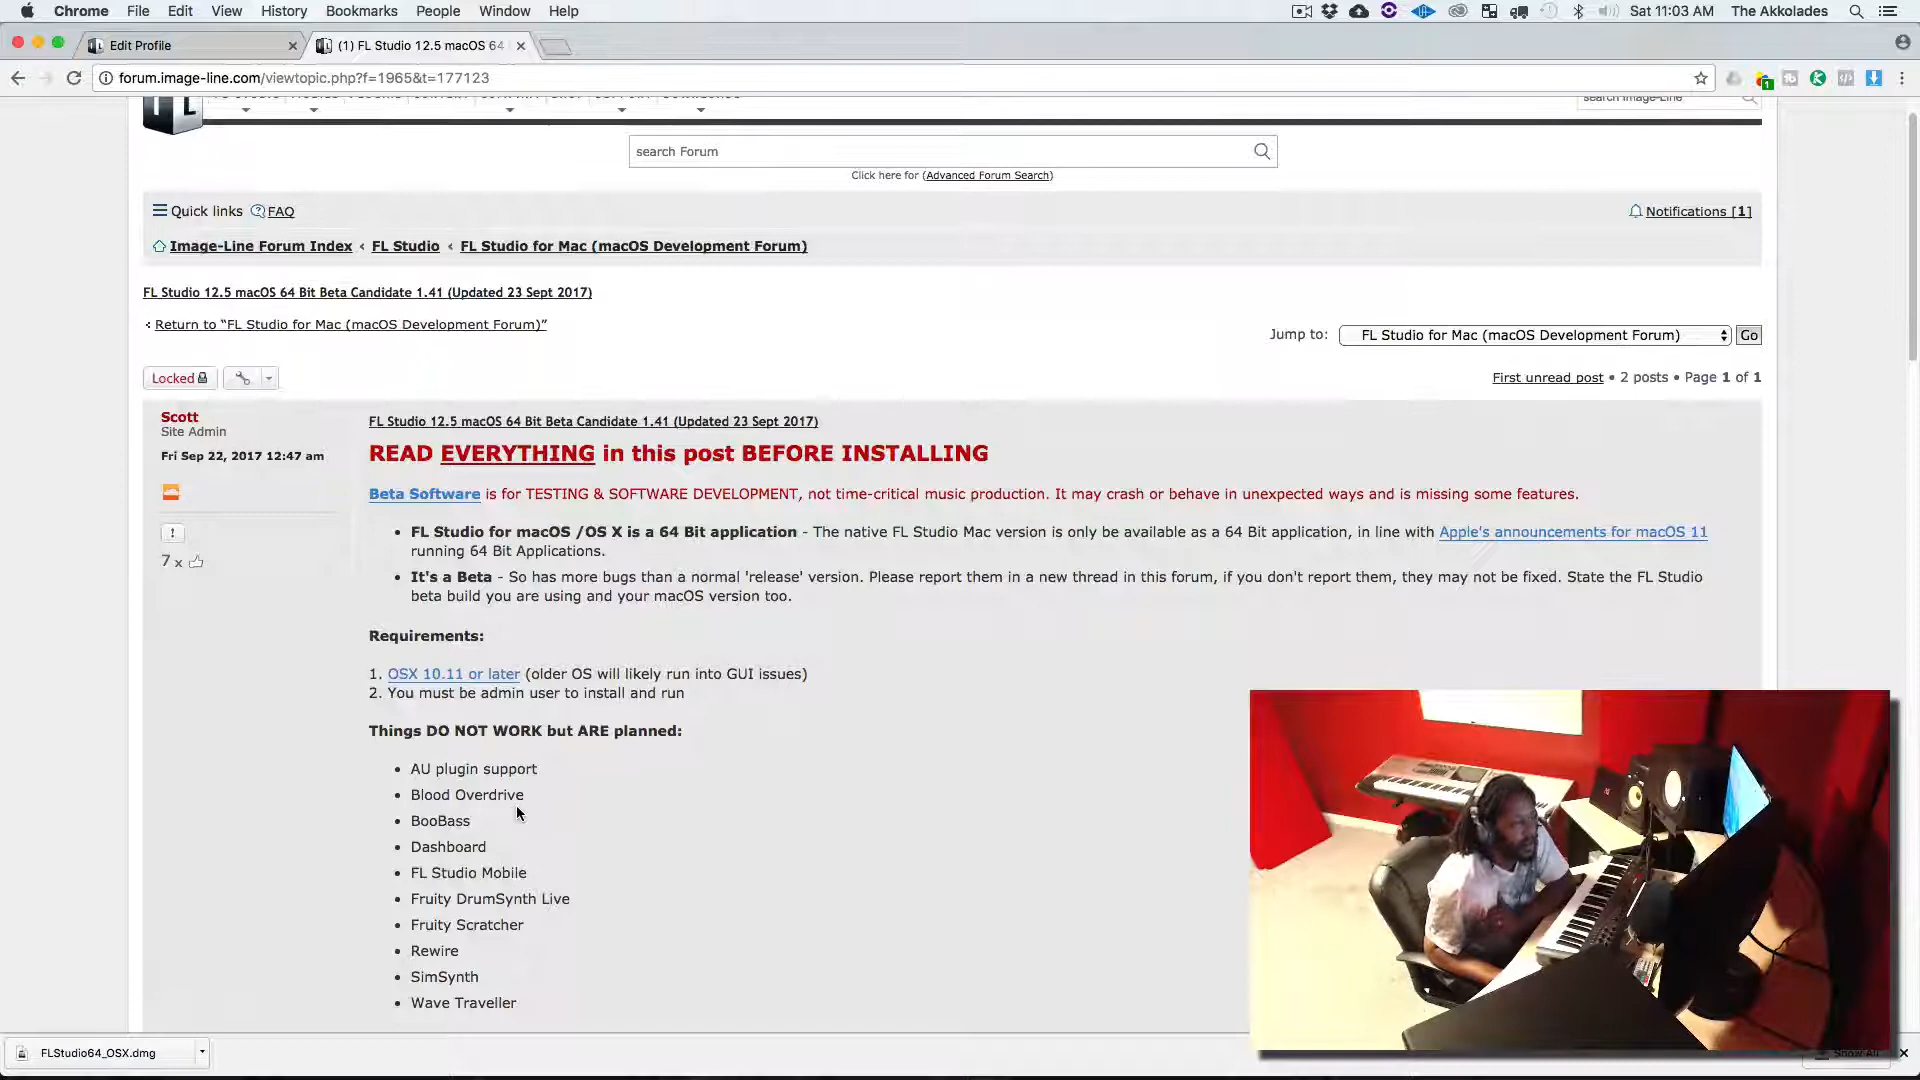 Chrome File Edit View History Bookmarks People Window Help Sat 11:03 AM The Akkolades
Edit Profile
(1) FL Studio 12.5 macOS 64
forum.image-line.com/viewtopic.php?f=1965&t=177123
search Image-Line
search Forum
Click here for (Advanced Forum Search)
Quick links FAQ Notifications [1]
Image-Line Forum Index ‹ FL Studio ‹ FL Studio for Mac (macOS Development Forum)
FL Studio 12.5 macOS 64 Bit Beta Candidate 1.41 (Updated 23 Sept 2017)
‹ Return to “FL Studio for Mac (macOS Development Forum)”
Jump to: FL Studio for Mac (macOS Development Forum) Go
Locked
First unread post • 2 posts • Page 1 of 1
Scott
Site Admin
Fri Sep 22, 2017 12:47 am
7 x
FL Studio 12.5 macOS 64 Bit Beta Candidate 1.41 (Updated 23 Sept 2017)
READ EVERYTHING in this post BEFORE INSTALLING
Beta Software is for TESTING & SOFTWARE DEVELOPMENT, not time-critical music production. It may crash or behave in unexpected ways and is missing some features.
• FL Studio for macOS /OS X is a 64 Bit application - The native FL Studio Mac version is only be available as a 64 Bit application, in line with Apple's announcements for macOS 11
running 64 Bit Applications.
• It's a Beta - So has more bugs than a normal 'release' version. Please report them in a new thread in this forum, if you don't report them, they may not be fixed. State the FL Studio
beta build you are using and your macOS version too.
Requirements:
1. OSX 10.11 or later (older OS will likely run into GUI issues)
2. You must be admin user to install and run
Things DO NOT WORK but ARE planned:
• AU plugin support
• Blood Overdrive
• BooBass
• Dashboard
• FL Studio Mobile
• Fruity DrumSynth Live
• Fruity Scratcher
• Rewire
• SimSynth
• Wave Traveller
FLStudio64_OSX.dmg
Show All